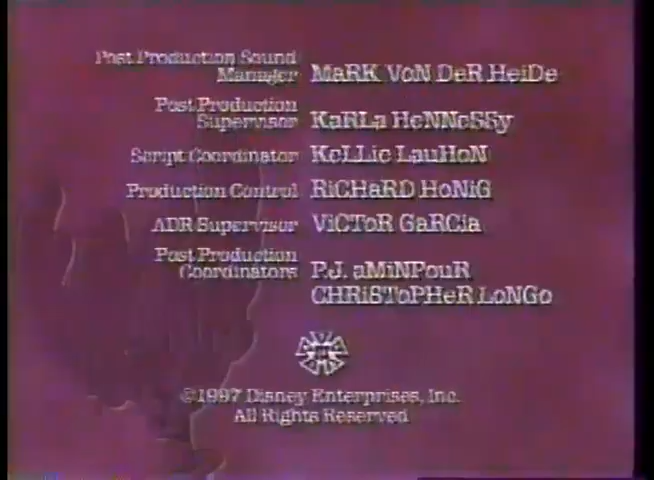 Post Production Sound
Manager MaRK VoN DeR HeiDe
Post Production
Supervisor KaRLa HeNNeSSy
Script Coordinator KeLLie LauHoN
Production Control RiCHaRD HoNiG
ADR Supervisor ViCToR GaRCia
Post Production
Coordinators P.J. aMiNPouR
CHRiSToPHeR LoNGo
©1997 Disney Enterprises, Inc.
All Rights Reserved